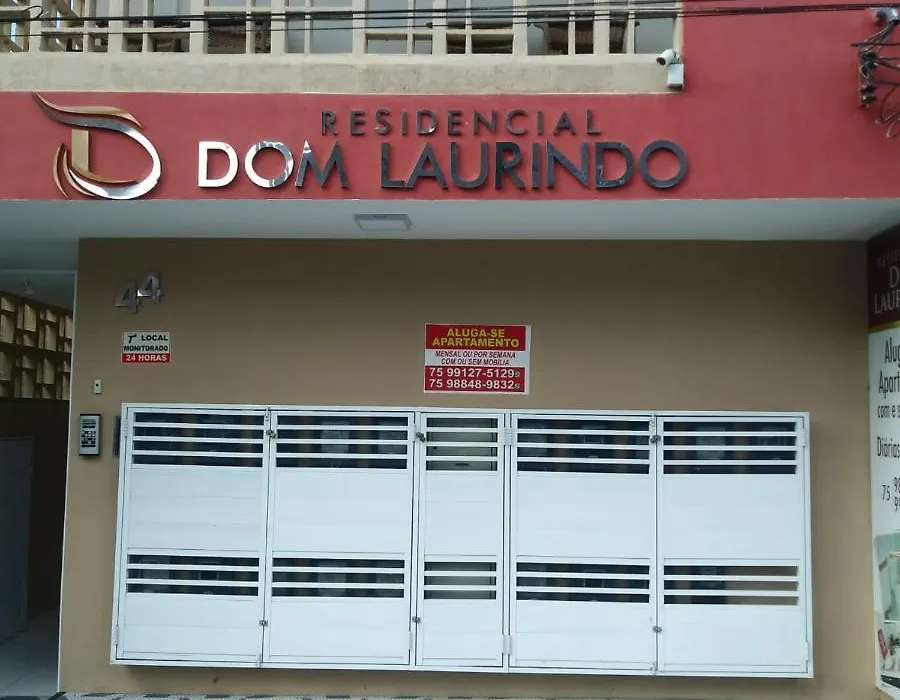 RESIDENCIAL
DOM LAURINDO
44
LOCAL
MONITORADO
24 HORAS
ALUGA-SE
APARTAMENTO
MENSAL OU POR SEMANA
COM OU SEM MOBÍLIA
75 99127-5129
75 98848-9832
75